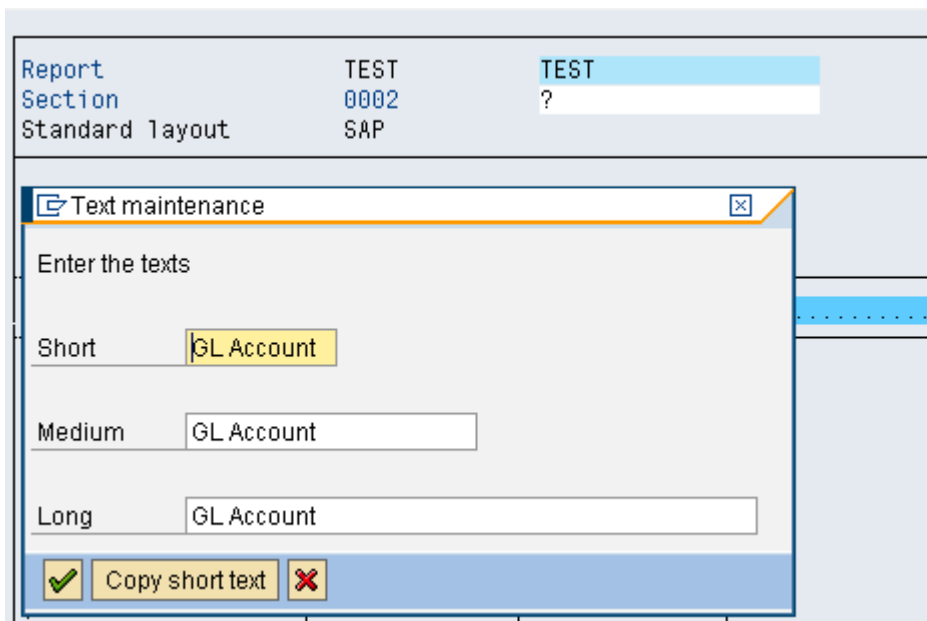 Report TEST TEST
Section 0002 ?
Standard layout SAP
Text maintenance
Enter the texts
Short GL Account
Medium GL Account
Long GL Account
Copy short text